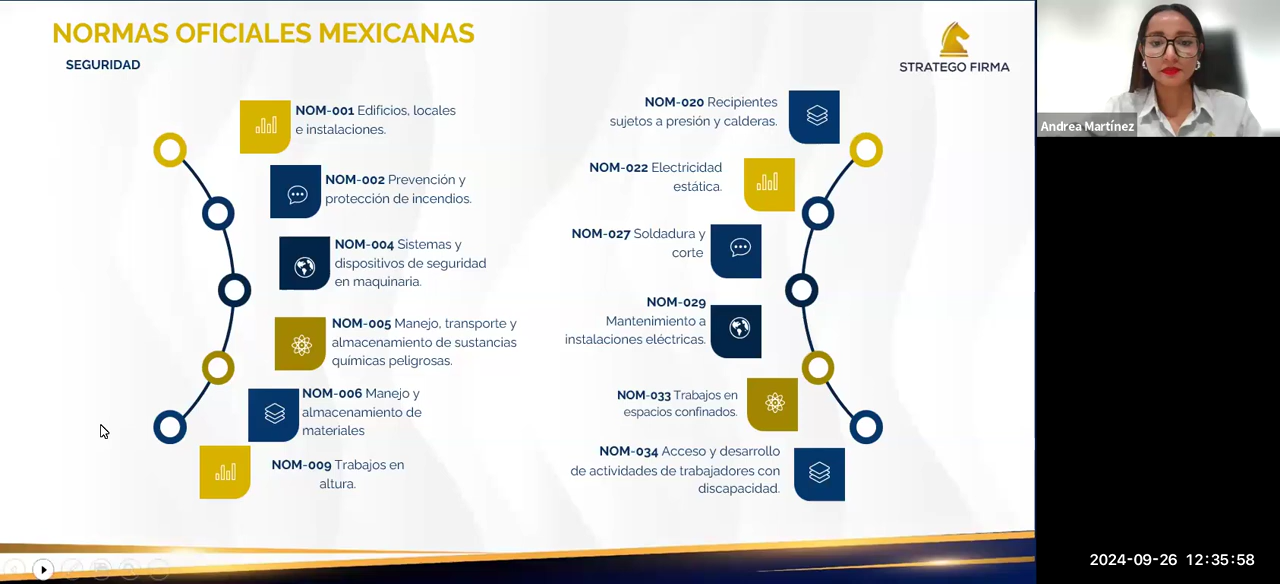 NORMAS OFICIALES MEXICANAS
SEGURIDAD
STRATEGO FIRMA
NOM-001 Edificios, locales
e instalaciones.
NOM-002 Prevención y
protección de incendios.
NOM-004 Sistemas y
dispositivos de seguridad
en maquinaria.
NOM-005 Manejo, transporte y
almacenamiento de sustancias
químicas peligrosas.
NOM-006 Manejo y
almacenamiento de
materiales
NOM-009 Trabajos en
altura.
NOM-020 Recipientes
sujetos a presión y calderas.
NOM-022 Electricidad
estática.
NOM-027 Soldadura y
corte
NOM-029
Mantenimiento a
instalaciones eléctricas.
NOM-033 Trabajos en
espacios confinados.
NOM-034 Acceso y desarrollo
de actividades de trabajadores con
discapacidad.
Andrea Martínez
2024-09-26 12:35:58